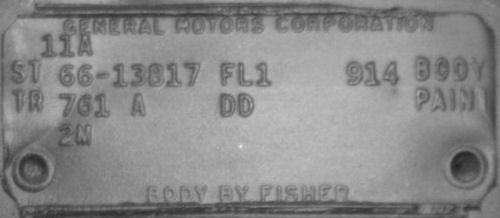 GENERAL MOTORS CORPORATION
11A
ST 66-13817 FL1 914 BODY
TR 761 A DD PAINT
2M
BODY BY FISHER